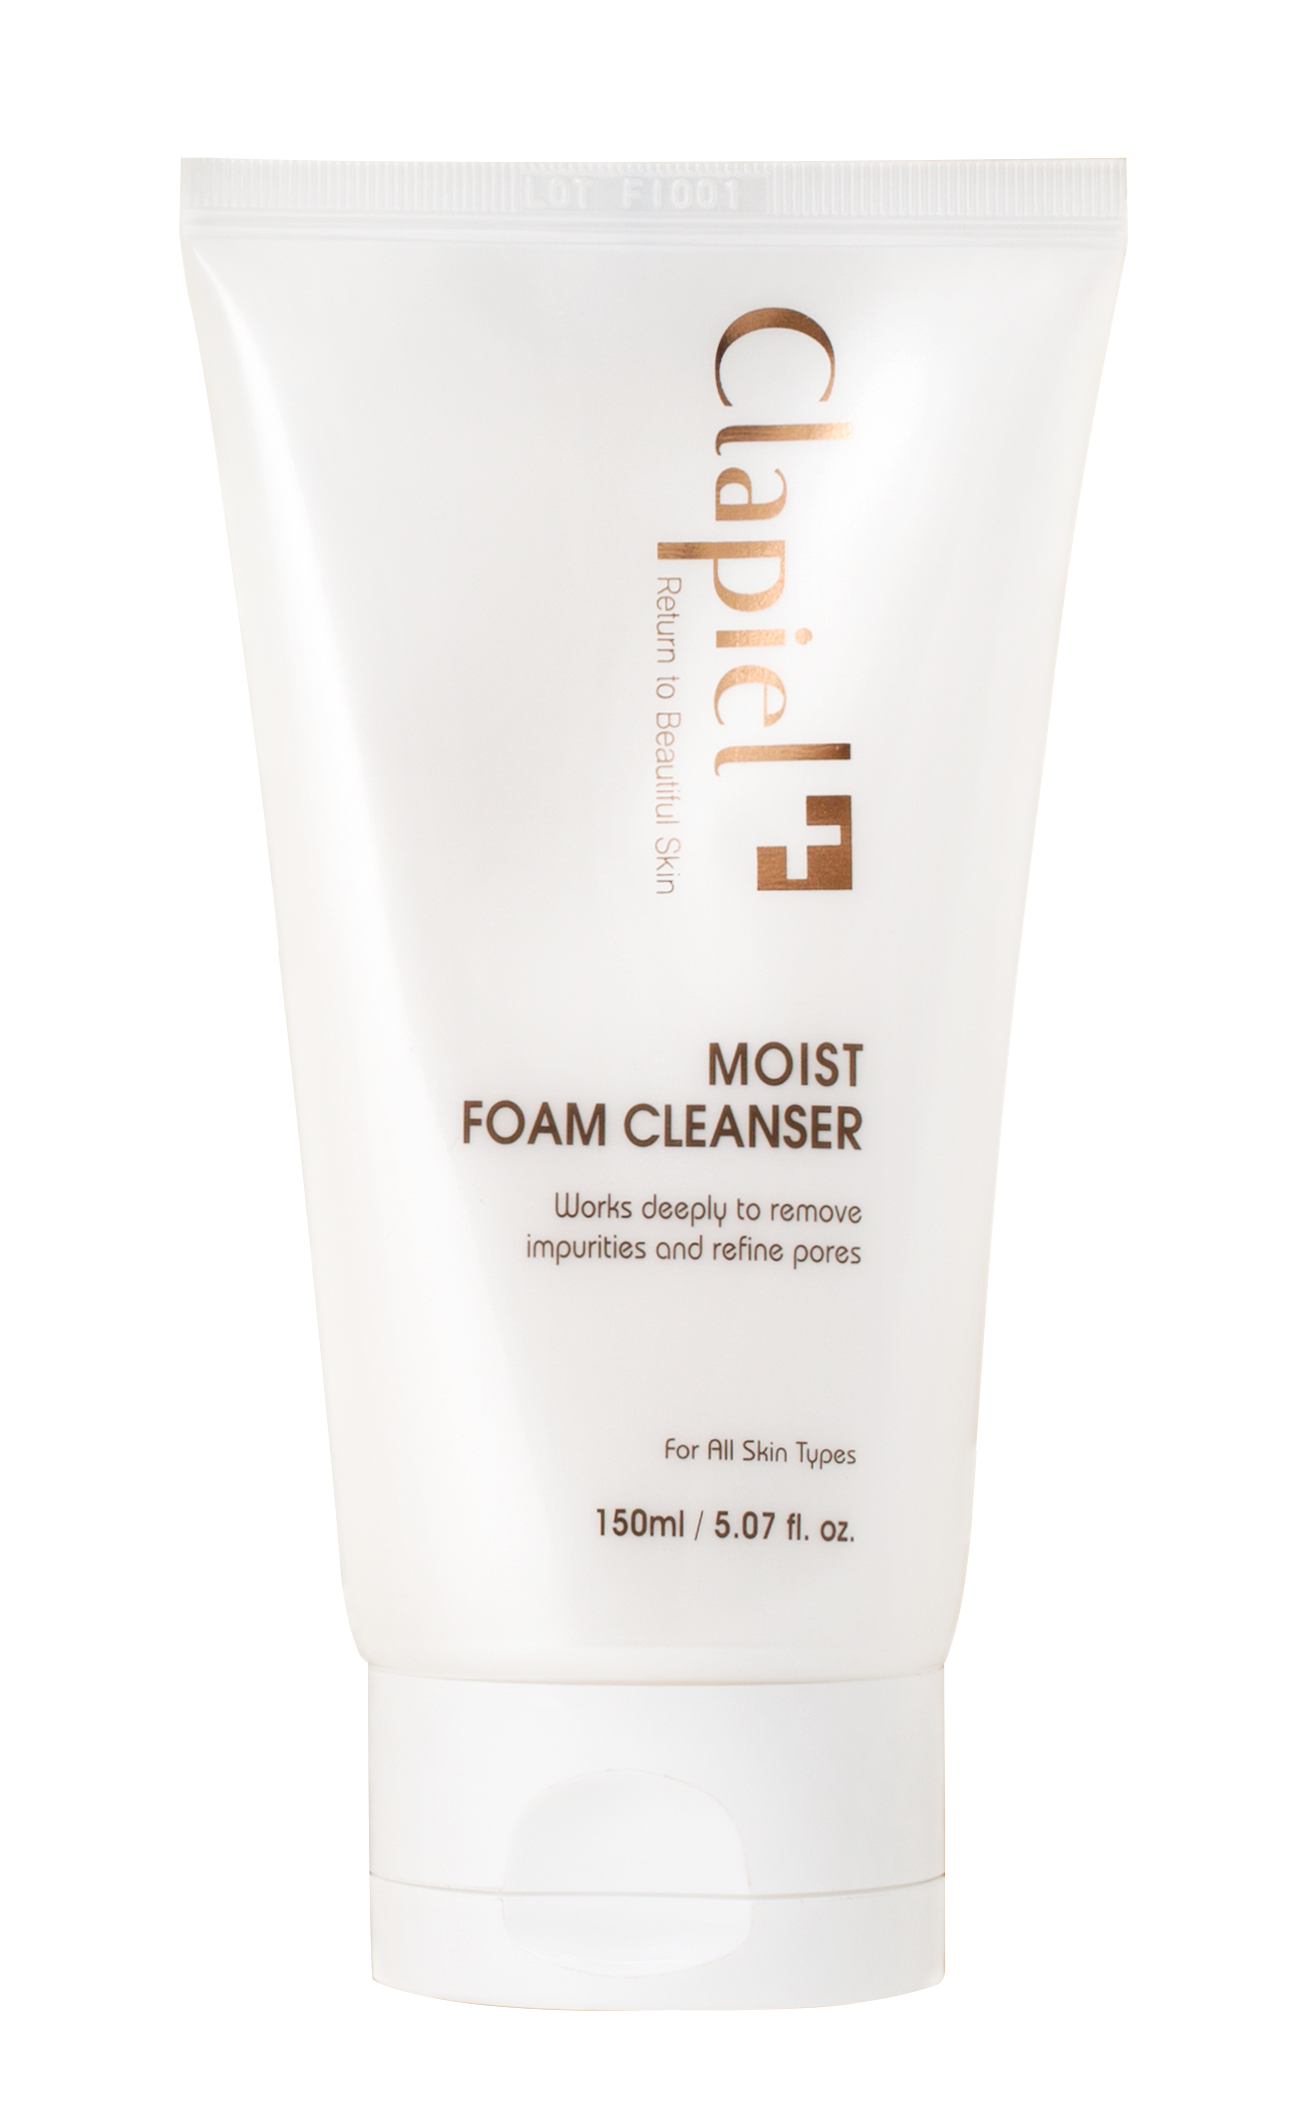 LOT FI001
Clapiel
Return to Beautiful Skin
MOIST
FOAM CLEANSER
Works deeply to remove
impurities and refine pores
For All Skin Types
150ml / 5.07 fl. oz.